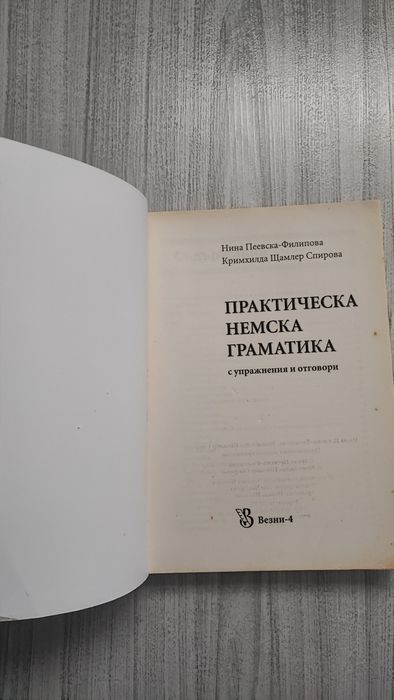 Нина Пеевска-Филипова
Кримхилда Щамлер Спирова
ПРАКТИЧЕСКА
НЕМСКА
ГРАМАТИКА
с упражнения и отговори
Везни-4